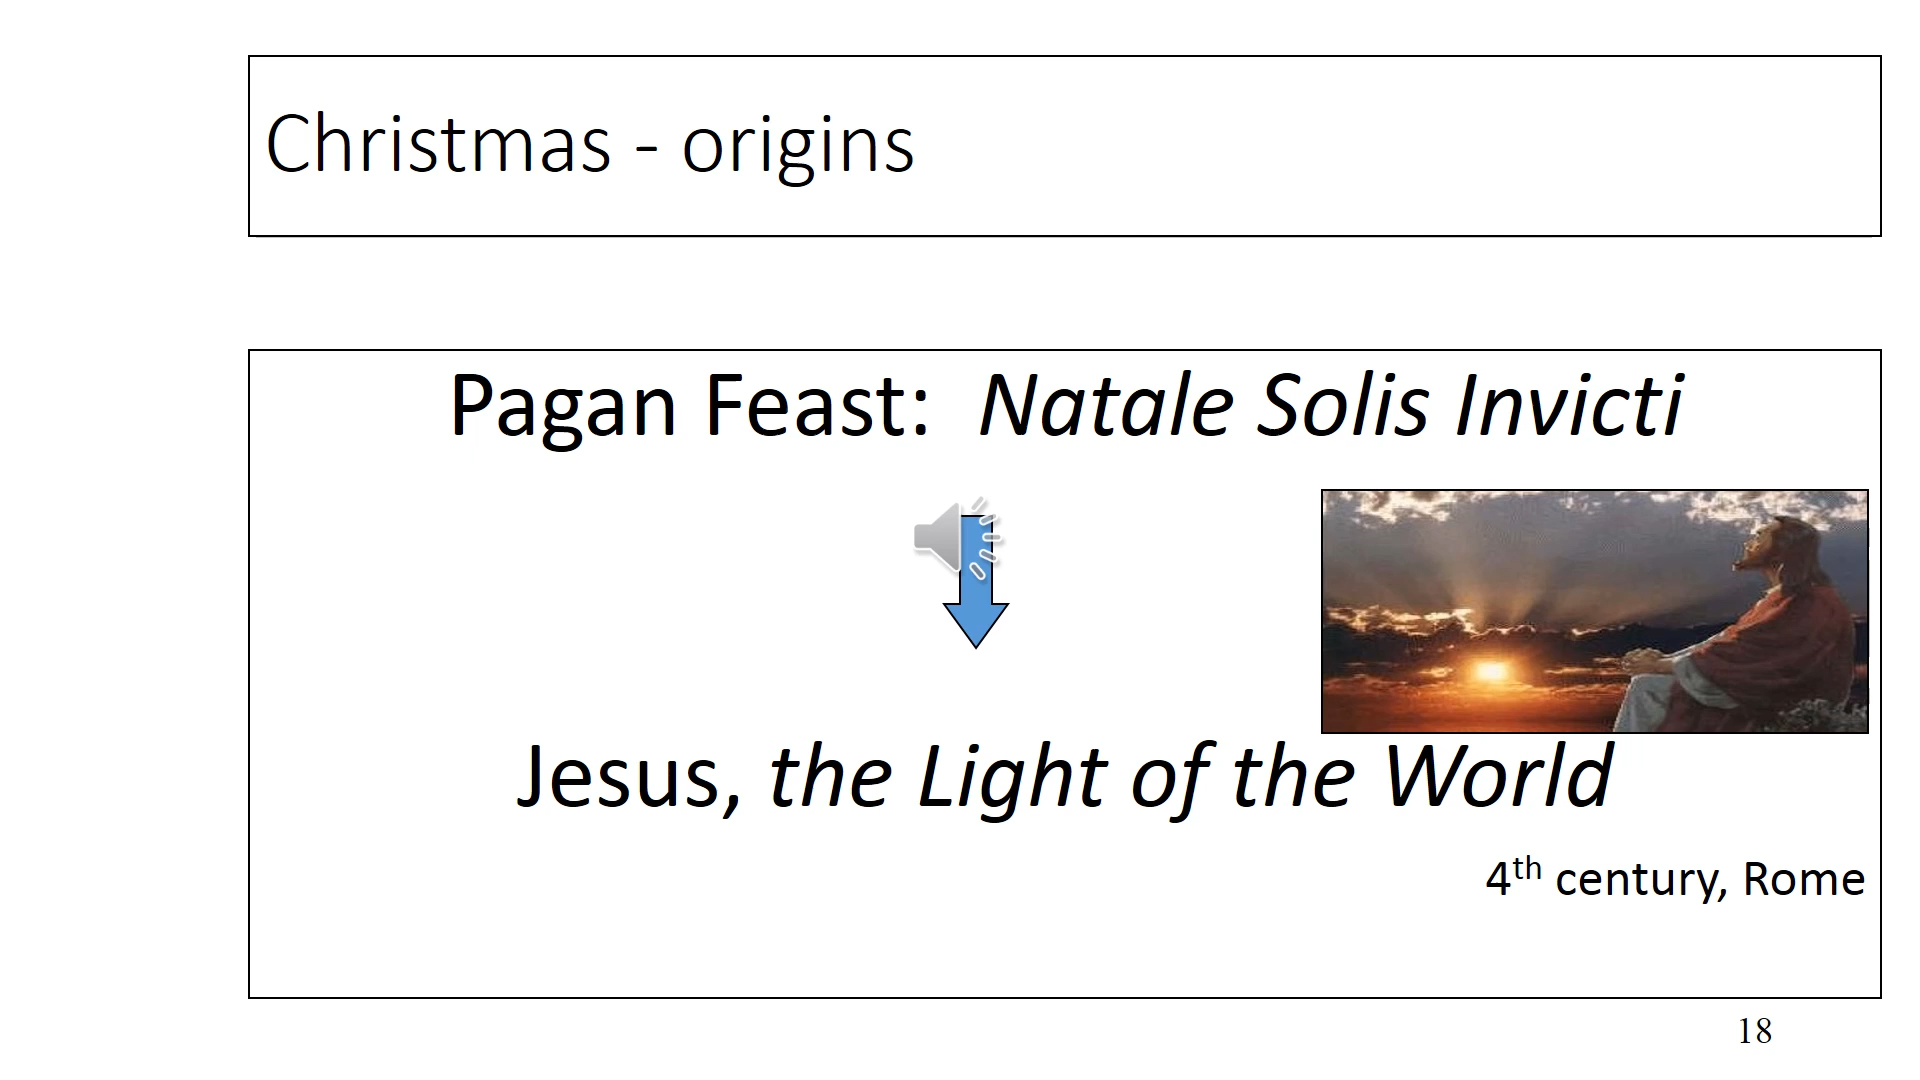 Christmas - origins
Pagan Feast: Natale Solis Invicti
Jesus, the Light of the World
4th century, Rome
18